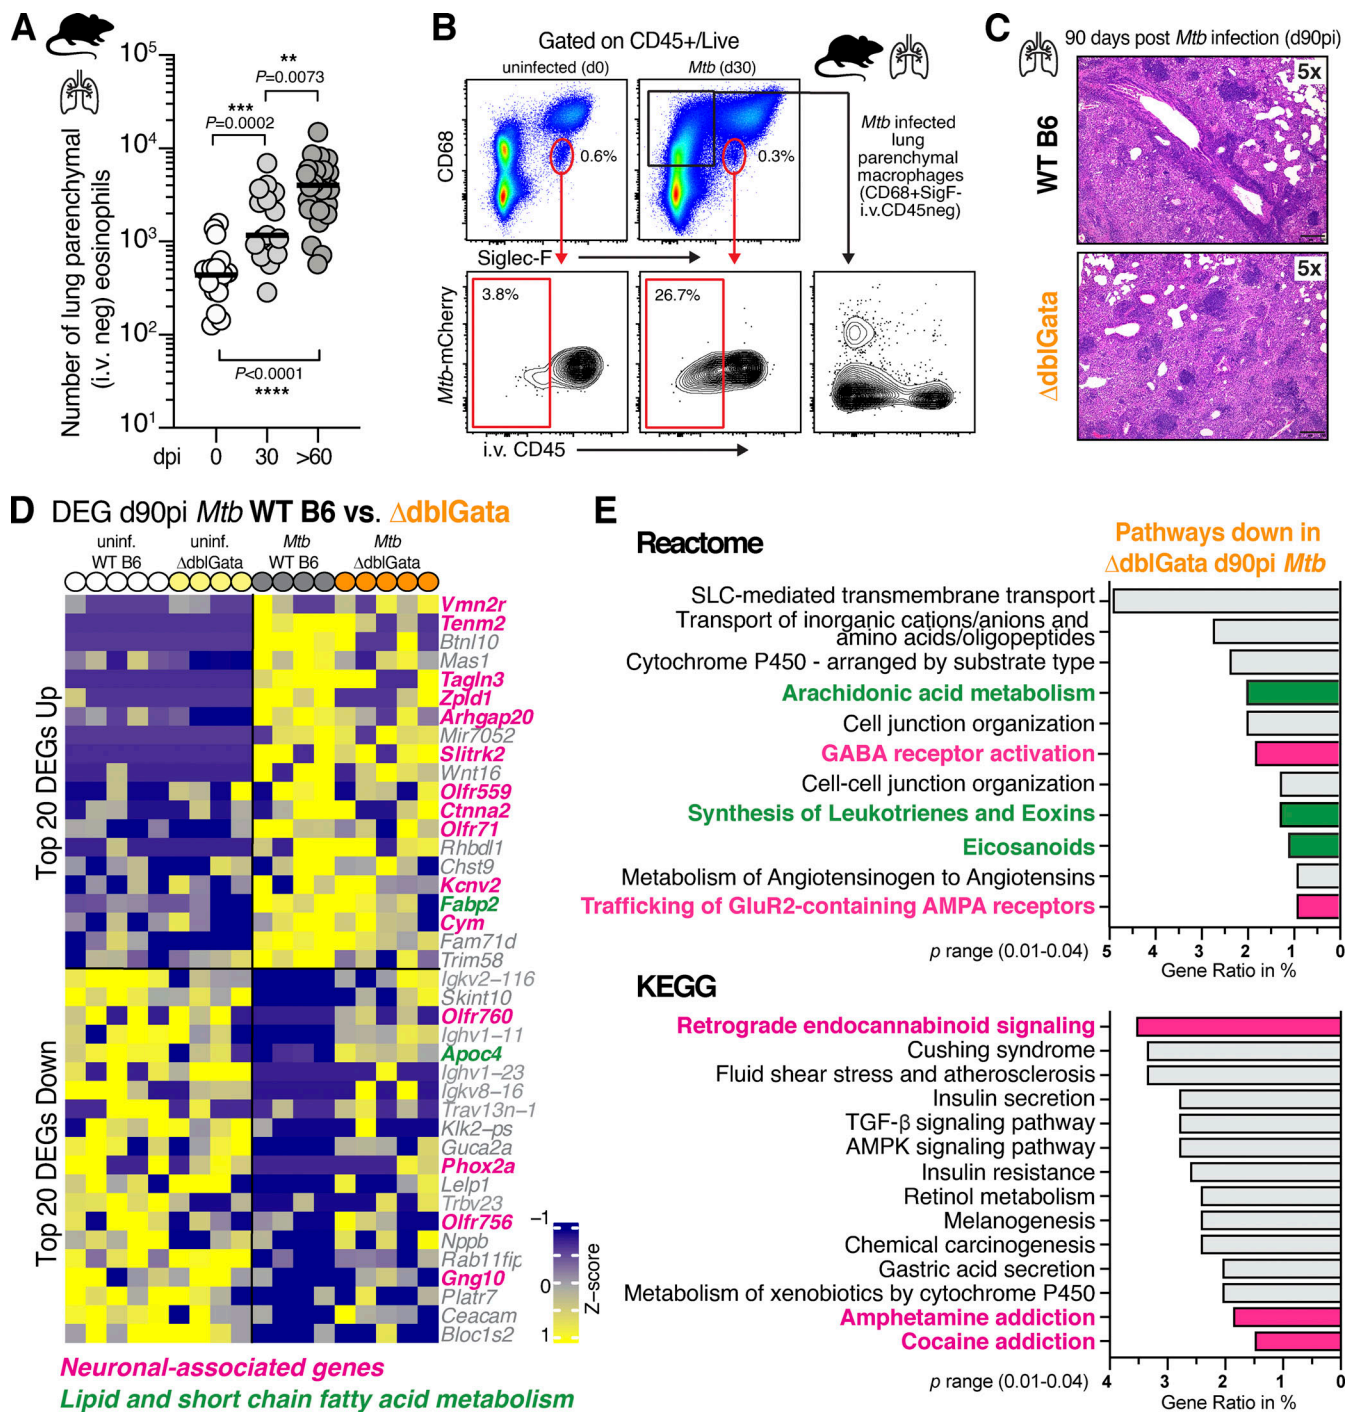 A
10^5
10^4
10^3
10^2
10^1
Number of lung parenchymal
(i.v. neg) eosinophils
**
P=0.0073
***
P=0.0002
P<0.0001
****
dpi 0 30 >60
B
Gated on CD45+/Live
uninfected (d0)
Mtb (d30)
CD68
0.6%
0.3%
Mtb infected
lung
parenchymal
macrophages
(CD68+SigF-
i.v.CD45neg)
Siglec-F
Mtb-mCherry
3.8%
26.7%
i.v. CD45
C
90 days post Mtb infection (d90pi)
WT B6
5x
ΔdblGata
5x
D DEG d90pi Mtb WT B6 vs. ΔdblGata
uninf.
WT B6
uninf.
ΔdblGata
Mtb
WT B6
Mtb
ΔdblGata
Top 20 DEGs Up
Vmn2r
Tenm2
Btnl10
Mas1
Tagln3
Zpld1
Arhgap20
Mir7052
Slitrk2
Wnt16
Olfr559
Ctnna2
Olfr71
Rhbdl1
Chst9
Kcnv2
Fabp2
Cym
Fam71d
Trim58
Top 20 DEGs Down
Igkv2−116
Skint10
Olfr760
Ighv1−11
Apoc4
Ighv1−23
Igkv8−16
Trav13n−1
Klk2−ps
Guca2a
Phox2a
Lelp1
Trbv23
Olfr756
Nppb
Rab11fip
Gng10
Platr7
Ceacam
Bloc1s2
−1
0
1
Z−score
Neuronal-associated genes
Lipid and short chain fatty acid metabolism
E
Reactome
Pathways down in
ΔdblGata d90pi Mtb
SLC-mediated transmembrane transport
Transport of inorganic cations/anions and
amino acids/oligopeptides
Cytochrome P450 - arranged by substrate type
Arachidonic acid metabolism
Cell junction organization
GABA receptor activation
Cell-cell junction organization
Synthesis of Leukotrienes and Eoxins
Eicosanoids
Metabolism of Angiotensinogen to Angiotensins
Trafficking of GluR2-containing AMPA receptors
p range (0.01-0.04)
5 4 3 2 1 0
Gene Ratio in %
KEGG
Retrograde endocannabinoid signaling
Cushing syndrome
Fluid shear stress and atherosclerosis
Insulin secretion
TGF-β signaling pathway
AMPK signaling pathway
Insulin resistance
Retinol metabolism
Melanogenesis
Chemical carcinogenesis
Gastric acid secretion
Metabolism of xenobiotics by cytochrome P450
Amphetamine addiction
Cocaine addiction
p range (0.01-0.04)
4 3 2 1 0
Gene Ratio in %